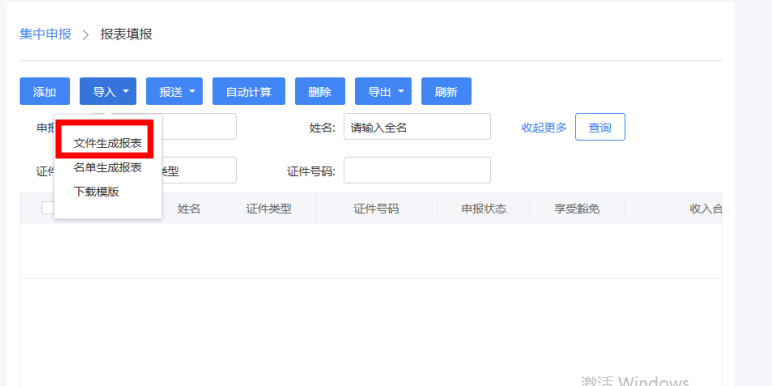 集中申报 > 报表填报
添加 导入 报送 自动计算 删除 导出 刷新
申报 姓名: 请输入全名 收起更多 查询
文件生成报表
名单生成报表
下载模版
证件 类型 证件号码:
姓名 证件类型 证件号码 申报状态 享受豁免 收入合
激活 Windows